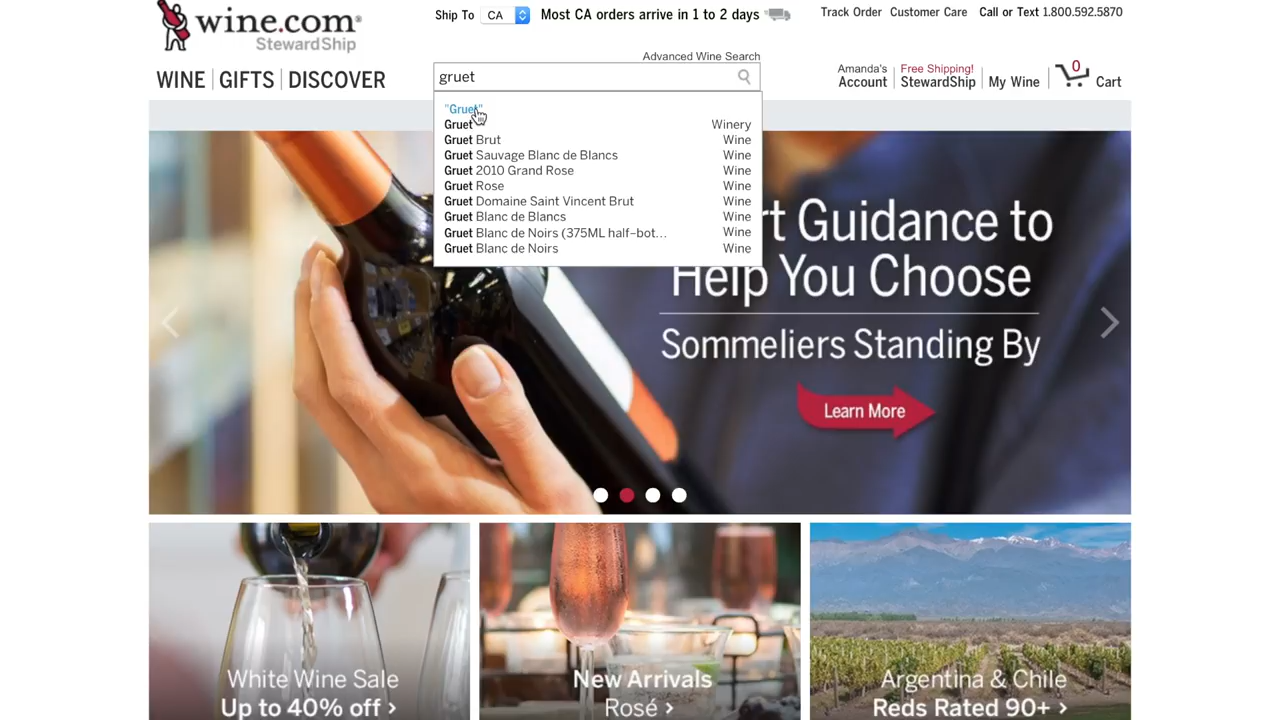 wine.com®
StewardShip
Ship To CA Most CA orders arrive in 1 to 2 days
Track Order Customer Care Call or Text 1.800.592.5870
Advanced Wine Search
WINE GIFTS DISCOVER
gruet
Amanda's Account
Free Shipping! StewardShip
My Wine
0 Cart
"Gruet"
Gruet Winery
Gruet Brut Wine
Gruet Sauvage Blanc de Blancs Wine
Gruet 2010 Grand Rose Wine
Gruet Rose Wine
Gruet Domaine Saint Vincent Brut Wine
Gruet Blanc de Blancs Wine
Gruet Blanc de Noirs (375ML half-bot... Wine
Gruet Blanc de Noirs Wine
rt Guidance to
Help You Choose
Sommeliers Standing By
Learn More
White Wine Sale
Up to 40% off ›
New Arrivals
Rosé ›
Argentina & Chile
Reds Rated 90+ ›